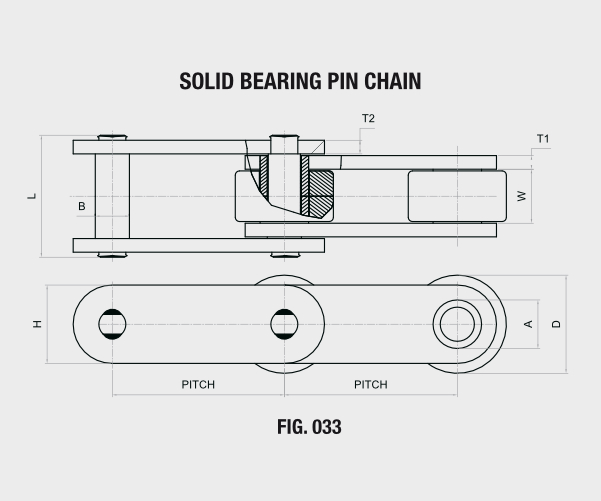 SOLID BEARING PIN CHAIN
T2
T1
L
B
W
H
A
D
PITCH
PITCH
FIG. 033